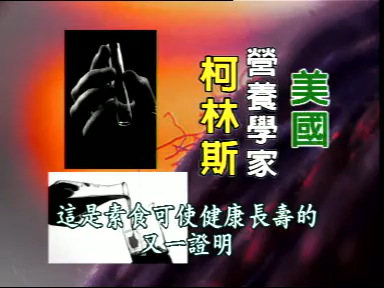 美國
營養學家
柯林斯
這是素食可使健康長壽的
又一證明